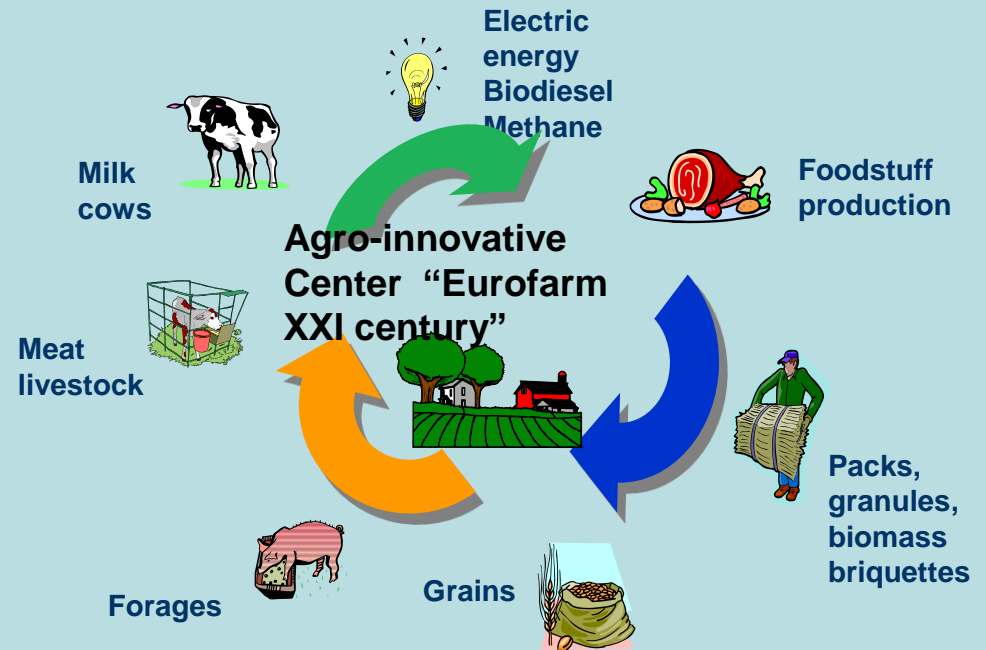 Electric
energy
Biodiesel
Methane
Milk
cows
Foodstuff
production
Agro-innovative
Center “Eurofarm
XXI century”
Meat
livestock
Packs,
granules,
biomass
briquettes
Grains
Forages